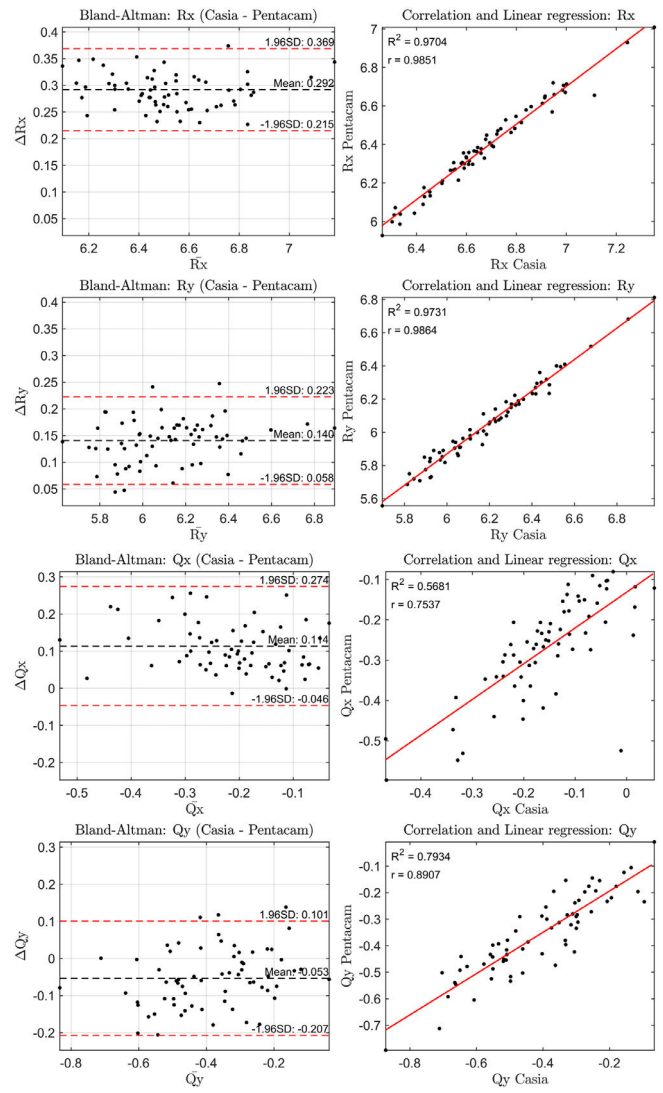 Bland-Altman: Rx (Casia - Pentacam)
0.4
0.35
0.3
0.25
0.2
0.15
0.1
0.05
1.96SD: 0.369
Mean: 0.292
-1.96SD: 0.215
ΔRx
6.2 6.4 6.6 6.8 7
R̄x
Correlation and Linear regression: Rx
R² = 0.9704
r = 0.9851
7
6.8
6.6
6.4
6.2
6
Rx Pentacam
6.4 6.6 6.8 7 7.2
Rx Casia
Bland-Altman: Ry (Casia - Pentacam)
0.4
0.35
0.3
0.25
0.2
0.15
0.1
0.05
1.96SD: 0.223
Mean: 0.140
-1.96SD: 0.058
ΔRy
5.8 6 6.2 6.4 6.6 6.8
R̄y
Correlation and Linear regression: Ry
R² = 0.9731
r = 0.9864
6.8
6.6
6.4
6.2
6
5.8
5.6
Ry Pentacam
5.8 6 6.2 6.4 6.6 6.8
Ry Casia
Bland-Altman: Qx (Casia - Pentacam)
0.3
0.2
0.1
0
-0.1
-0.2
1.96SD: 0.274
Mean: 0.114
-1.96SD: -0.046
ΔQx
-0.5 -0.4 -0.3 -0.2 -0.1
Q̄x
Correlation and Linear regression: Qx
R² = 0.5681
r = 0.7537
-0.1
-0.2
-0.3
-0.4
-0.5
Qx Pentacam
-0.4 -0.3 -0.2 -0.1 0
Qx Casia
Bland-Altman: Qy (Casia - Pentacam)
0.3
0.2
0.1
0
-0.1
-0.2
1.96SD: 0.101
Mean: -0.053
-1.96SD: -0.207
ΔQy
-0.8 -0.6 -0.4 -0.2
Q̄y
Correlation and Linear regression: Qy
R² = 0.7934
r = 0.8907
-0.1
-0.2
-0.3
-0.4
-0.5
-0.6
-0.7
Qy Pentacam
-0.8 -0.6 -0.4 -0.2
Qy Casia